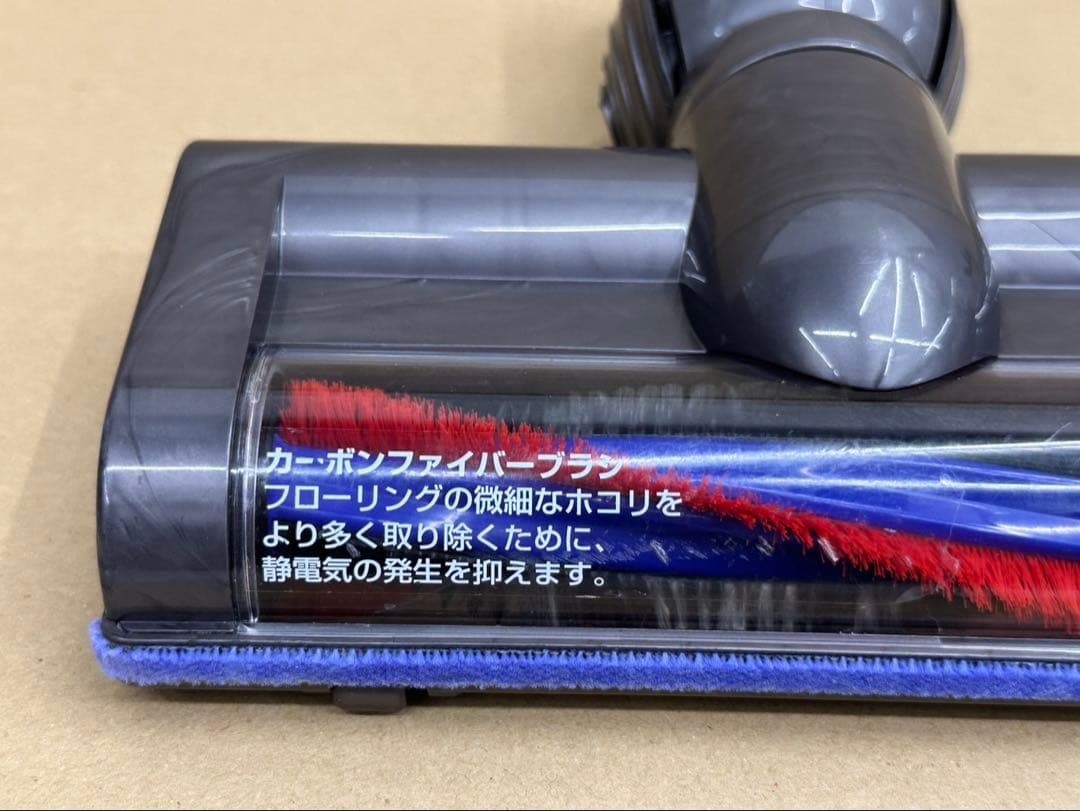 カーボンファイバーブラシ
フローリングの微細なホコリを
より多く取り除くために、
静電気の発生を抑えます。